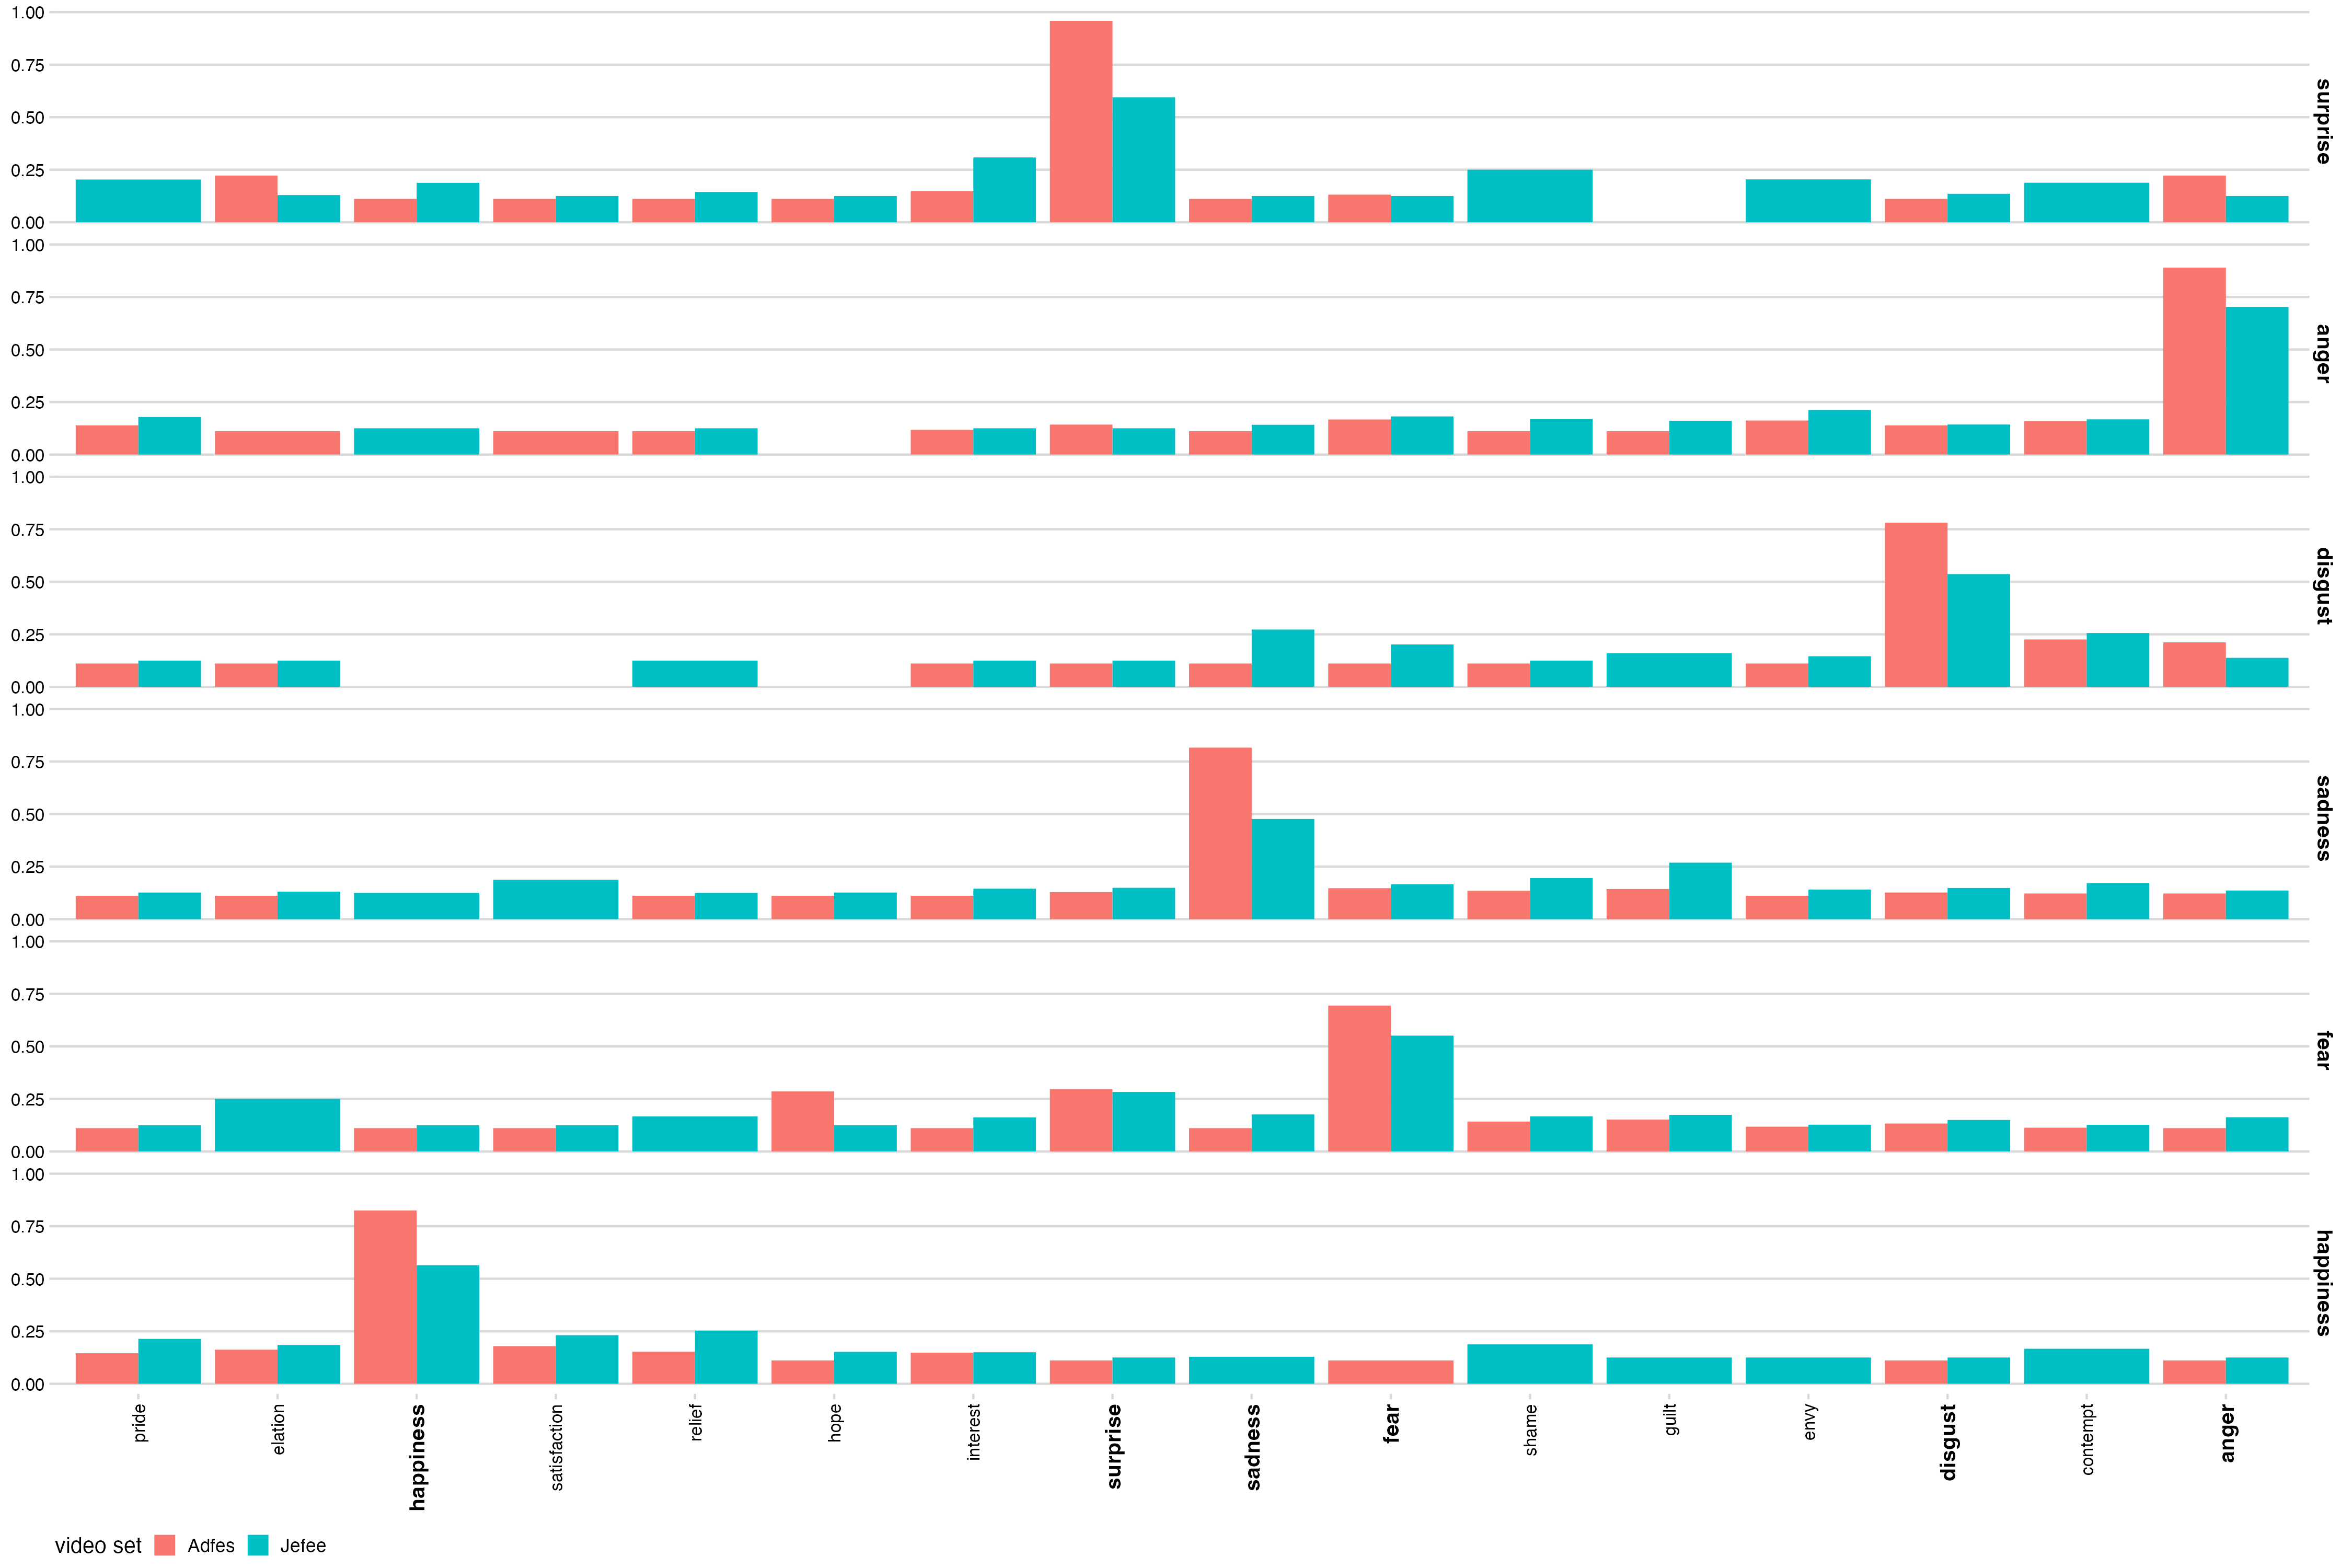 1.00
0.75
0.50
0.25
0.00
surprise
1.00
0.75
0.50
0.25
0.00
anger
1.00
0.75
0.50
0.25
0.00
disgust
1.00
0.75
0.50
0.25
0.00
sadness
1.00
0.75
0.50
0.25
0.00
fear
1.00
0.75
0.50
0.25
0.00
happiness
pride
elation
happiness
satisfaction
relief
hope
interest
surprise
sadness
fear
shame
guilt
envy
disgust
contempt
anger
video set Adfes Jefee